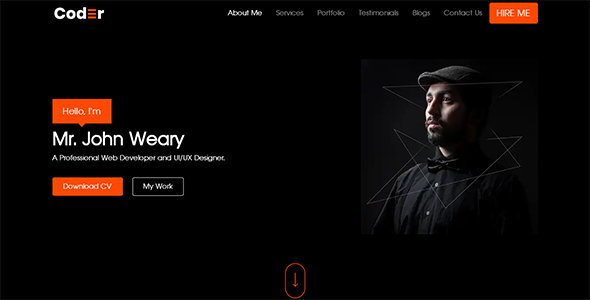 Coder
About Me Services Portfolio Testimonials Blogs Contact Us HIRE ME
Hello, I'm
Mr. John Weary
A Professional Web Developer and UI/UX Designer.
Download CV My Work